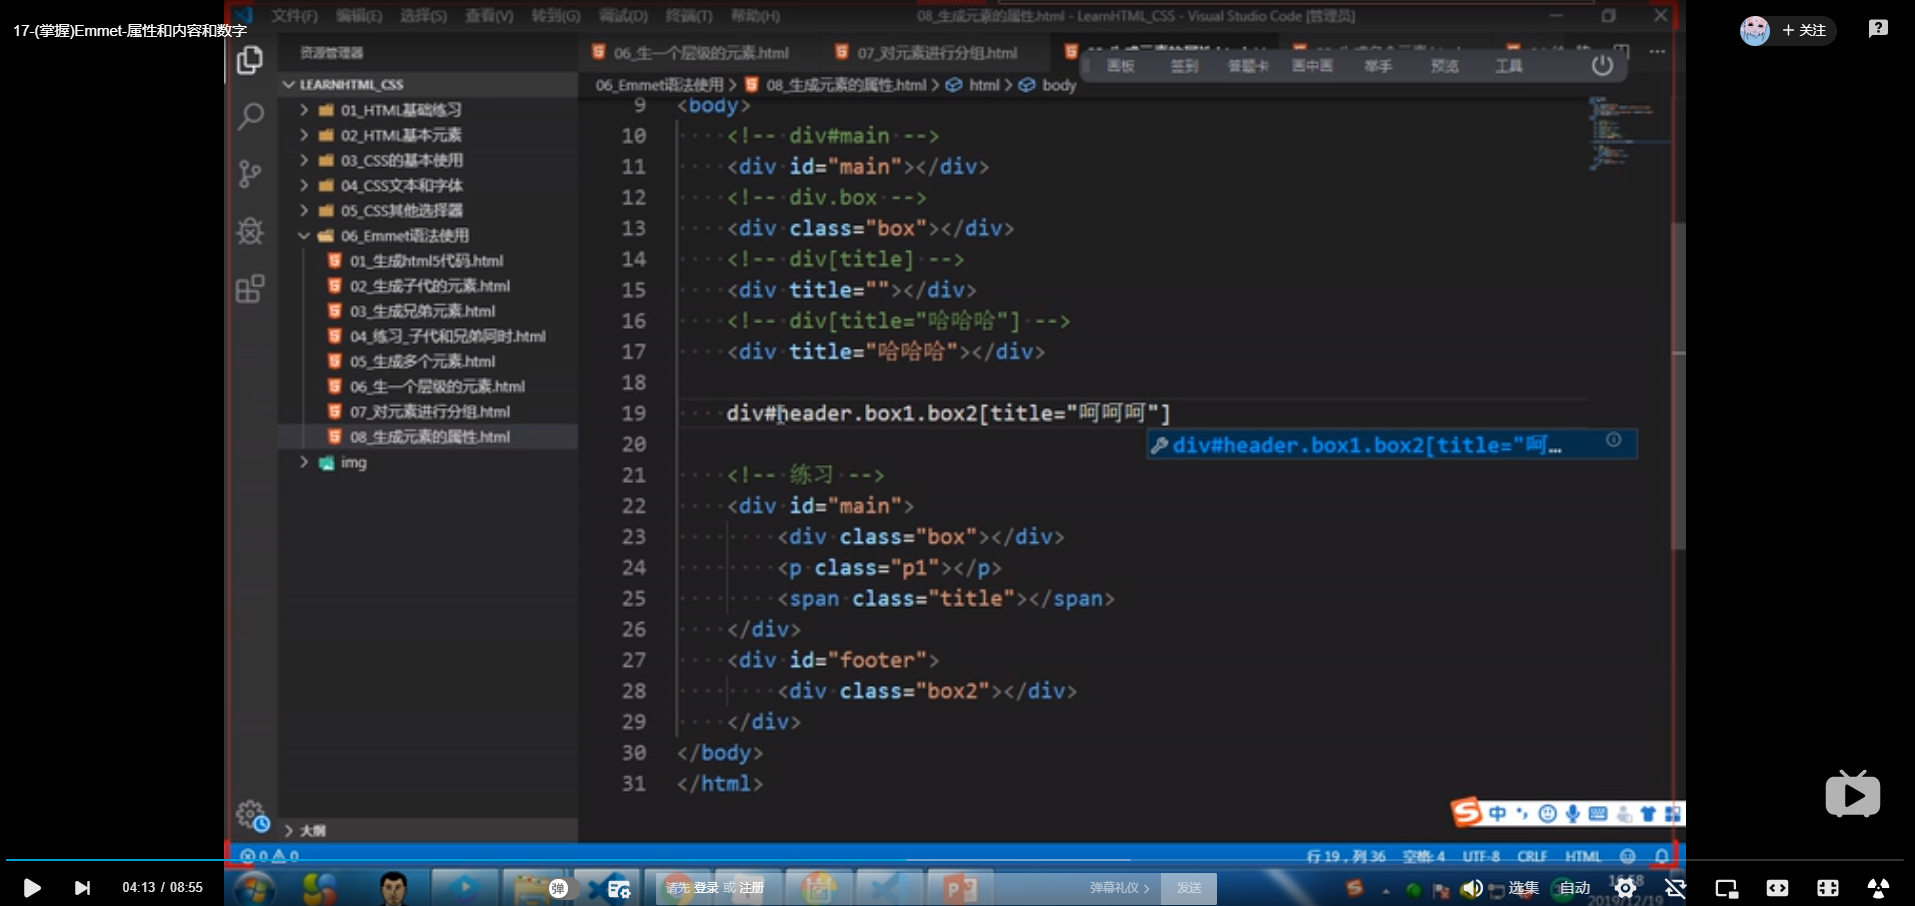 17-(掌握)Emmet-属性和内容和数字
文件(F) 编辑(E) 选择(S) 查看(V) 转到(G) 调试(D) 终端(T) 帮助(H)
08_生成元素的属性.html - LearnHTML_CSS - Visual Studio Code [管理员]
+ 关注
资源管理器
06_生一个层级的元素.html
07_对元素进行分组.html
画板 签到 答题卡 画中画 举手 预览 工具
06_Emmet语法使用 > 08_生成元素的属性.html > html > body
LEARNHTML_CSS
01_HTML基础练习
02_HTML基本元素
03_CSS的基本使用
04_CSS文本和字体
05_CSS其他选择器
06_Emmet语法使用
01_生成html5代码.html
02_生成子代的元素.html
03_生成兄弟元素.html
04_练习_子代和兄弟同时.html
05_生成多个元素.html
06_生一个层级的元素.html
07_对元素进行分组.html
08_生成元素的属性.html
img
大纲
9 <body>
10 <!-- div#main -->
11 <div id="main"></div>
12 <!-- div.box -->
13 <div class="box"></div>
14 <!-- div[title] -->
15 <div title=""></div>
16 <!-- div[title="哈哈哈"] -->
17 <div title="哈哈哈"></div>
18
19 div#header.box1.box2[title="呵呵呵"]
20
div#header.box1.box2[title="呵…
21 <!-- 练习 -->
22 <div id="main">
23 <div class="box"></div>
24 <p class="p1"></p>
25 <span class="title"></span>
26 </div>
27 <div id="footer">
28 <div class="box2"></div>
29 </div>
30 </body>
31 </html>
中
0 0
行 19，列 36 空格: 4 UTF-8 CRLF HTML
04:13 / 08:55
弹
请先 登录 或 注册
弹幕礼仪 >
发送
选集
自动
2019/12/19